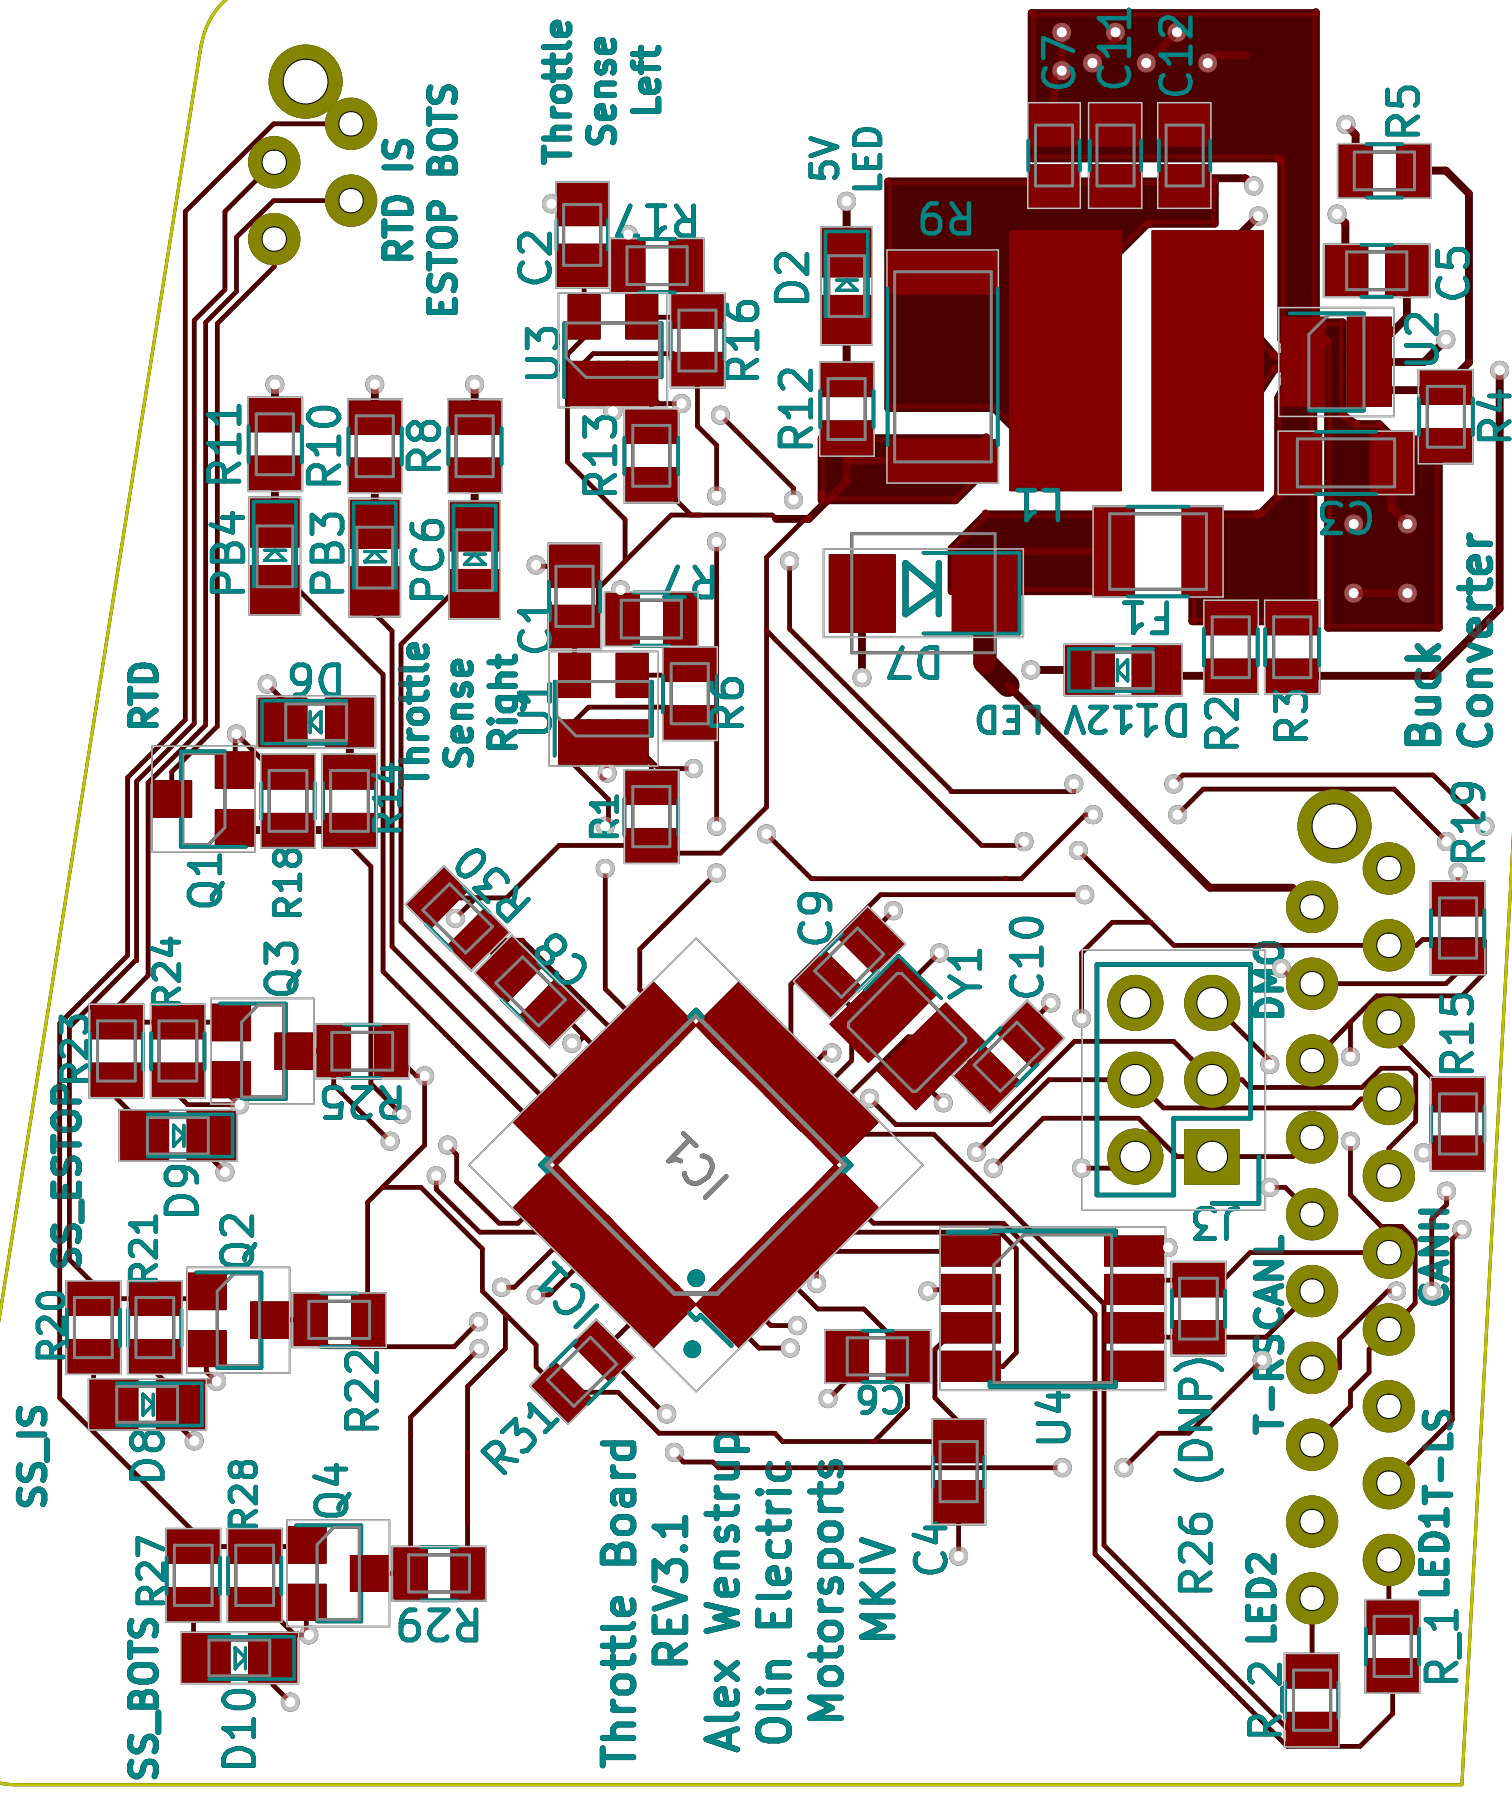 Throttle
Sense
Left
C7
C11
C12
R5
RTD IS
ESTOP BOTS
5V
LED
C2
R17
R9
D2
C5
U3
R16
U2
R12
R4
R11
R10
R8
R13
L1
C3
PB4
PB3
PC6
C1
R7
F1
Buck
Converter
RTD
D6
Throttle
Sense
Right
U1
R6
D7
LED
D112V
R2
R3
R14
R1
R19
Q1
R18
R30
C8
C9
Y1
C10
R24
Q3
R23
R25
SS_ESTOP
D9
IC1
J3
R15
R21
Q2
R20
R22
IC1
R31
C6
U4
CANH
T-RS
CANL
SS_IS
D8
R28
Q4
R27
R29
SS_BOTS
D10
Throttle Board
REV3.1
Alex Wenstrup
Olin Electric
Motorsports
MKIV
C4
R26 (DNP)
LED1
T-LS
LED2
R_2
R_1